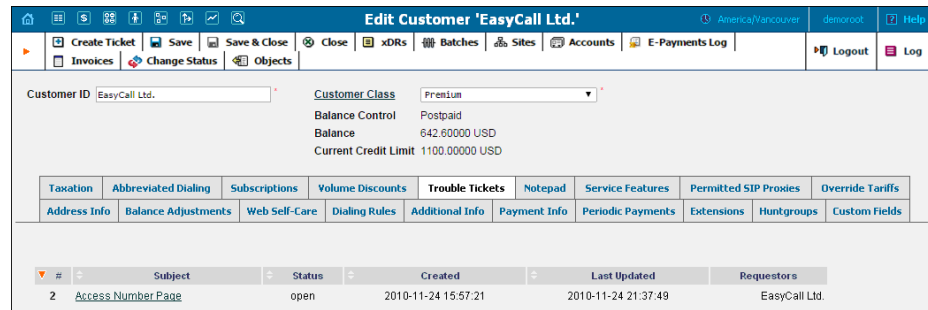 Edit Customer 'EasyCall Ltd.' America/Vancouver demoroot ? Help
Create Ticket Save Save & Close Close xDRs Batches Sites Accounts E-Payments Log Logout Log
Invoices Change Status Objects
Customer ID EasyCall Ltd. * Customer Class Premium *
Balance Control Postpaid
Balance 642.60000 USD
Current Credit Limit 1100.00000 USD
Taxation Abbreviated Dialing Subscriptions Volume Discounts Trouble Tickets Notepad Service Features Permitted SIP Proxies Override Tariffs
Address Info Balance Adjustments Web Self-Care Dialing Rules Additional Info Payment Info Periodic Payments Extensions Huntgroups Custom Fields
# Subject Status Created Last Updated Requestors
2 Access Number Page open 2010-11-24 15:57:21 2010-11-24 21:37:49 EasyCall Ltd.